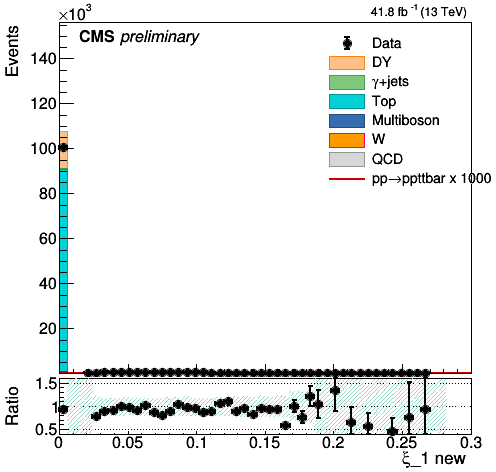 ×10³
41.8 fb⁻¹ (13 TeV)
CMS preliminary
Events
140
120
100
80
60
40
20
Data
DY
γ+jets
Top
Multiboson
W
QCD
pp→ppttbar x 1000
Ratio
1.5
1
0.5
0 0.05 0.1 0.15 0.2 0.25 0.3
ξ_1 new